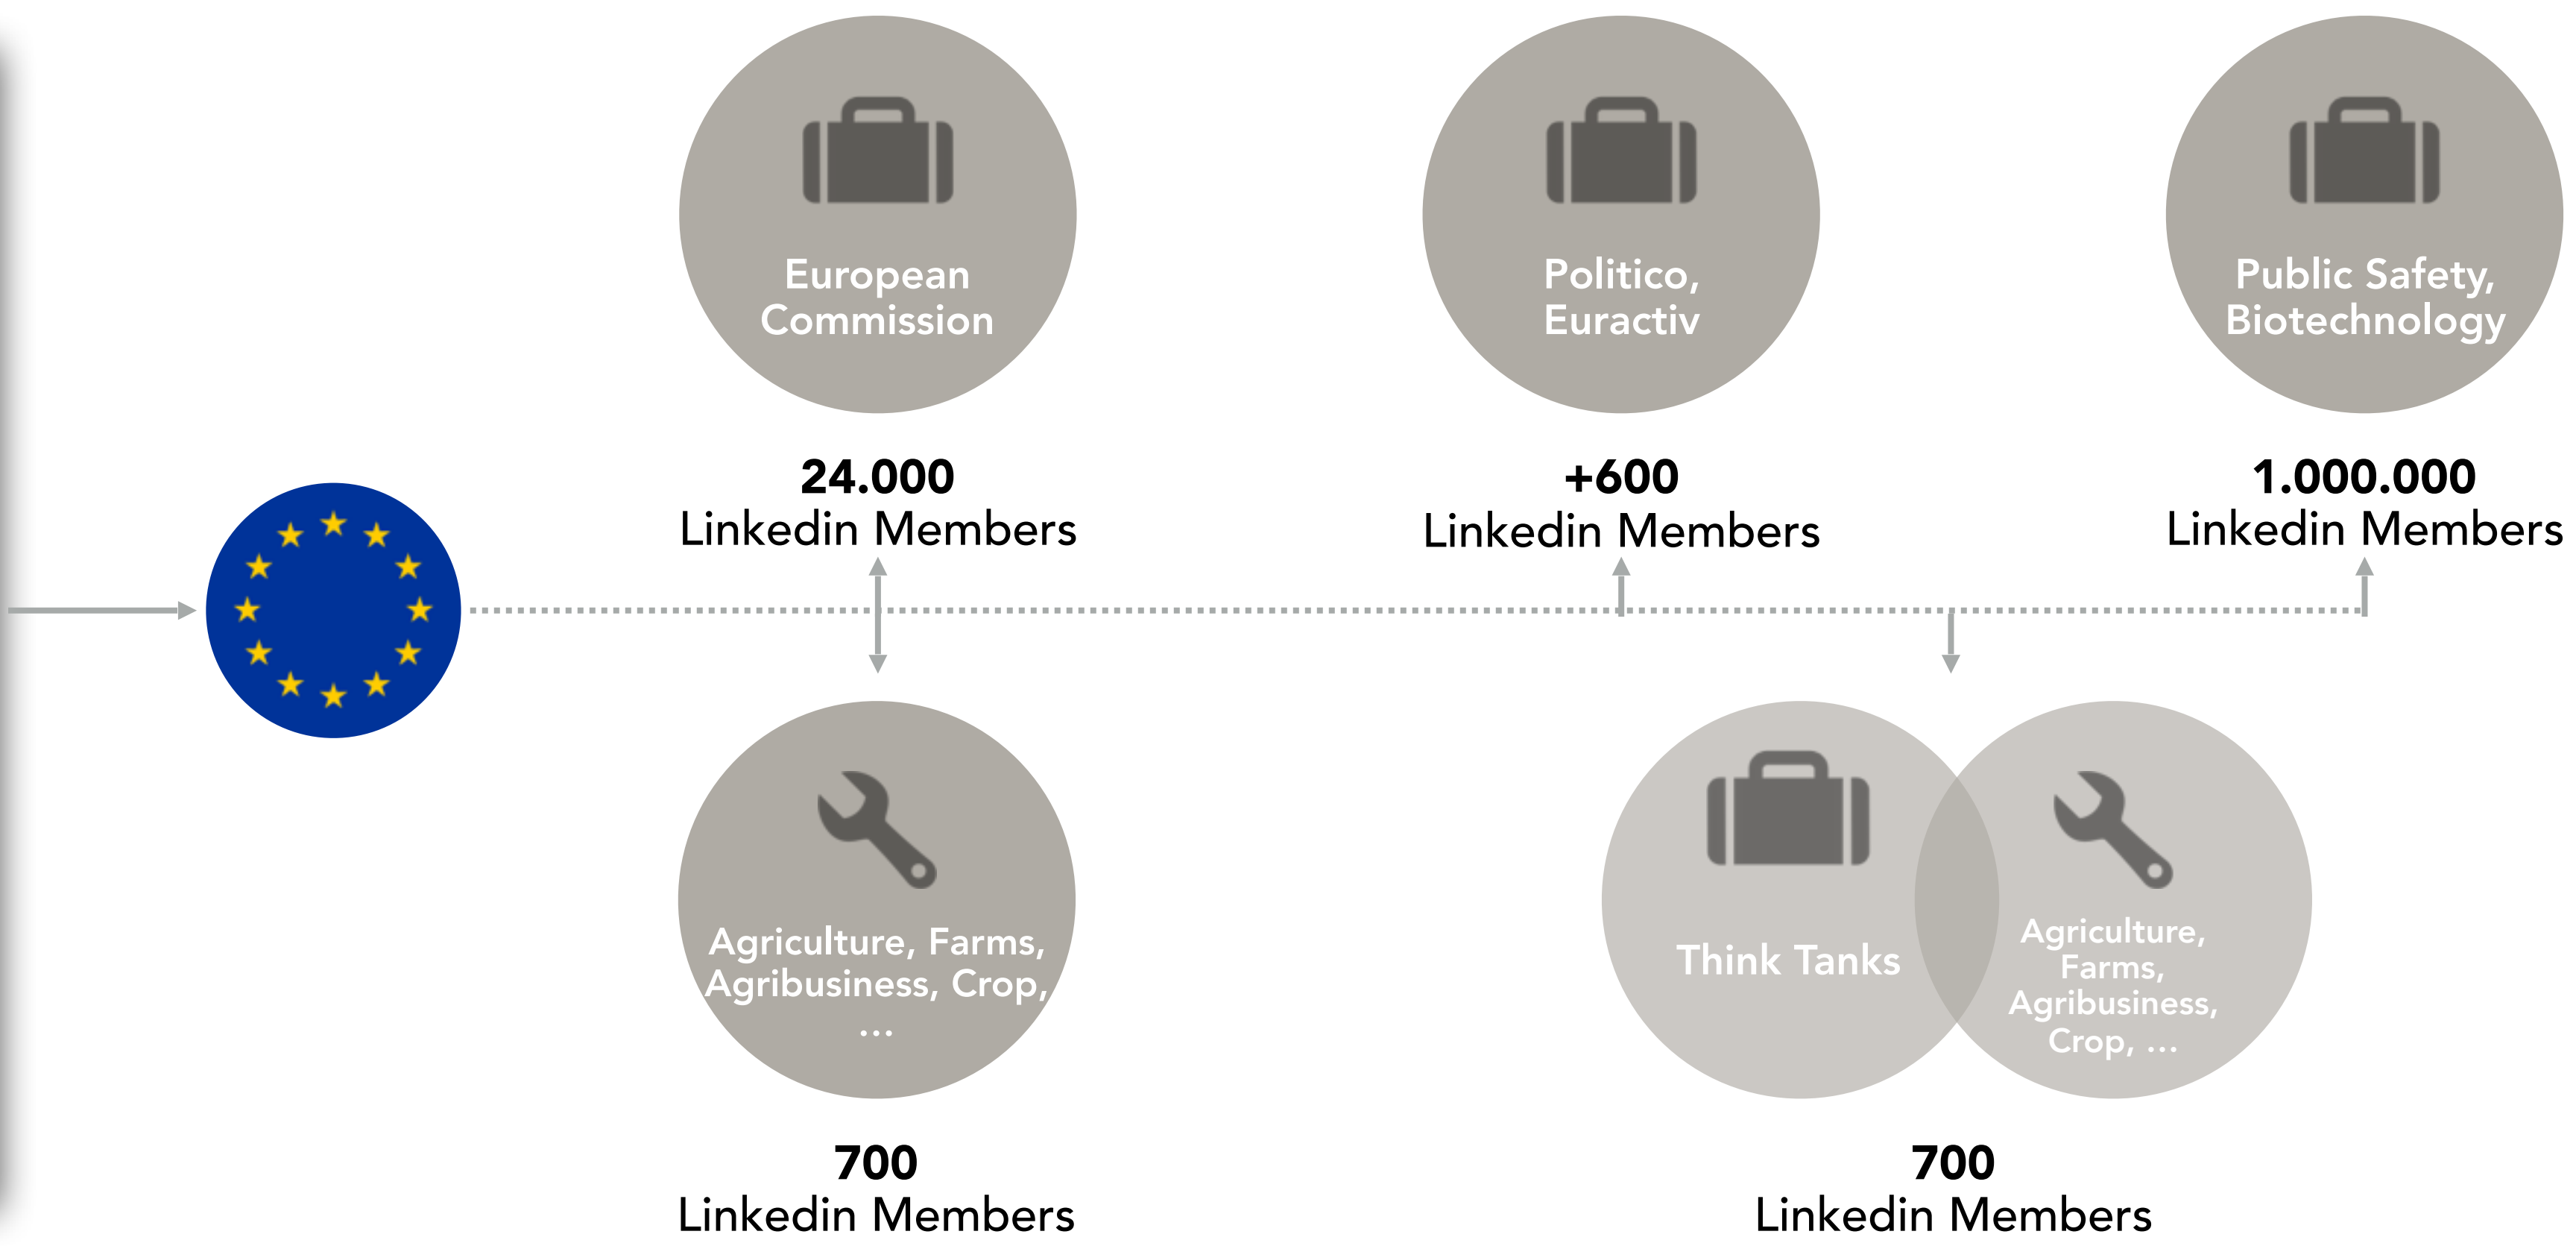 European
Commission
24.000
Linkedin Members
Politico,
Euractiv
+600
Linkedin Members
Public Safety,
Biotechnology
1.000.000
Linkedin Members
Agriculture, Farms,
Agribusiness, Crop,
...
700
Linkedin Members
Think Tanks
Agriculture,
Farms,
Agribusiness,
Crop, ...
700
Linkedin Members